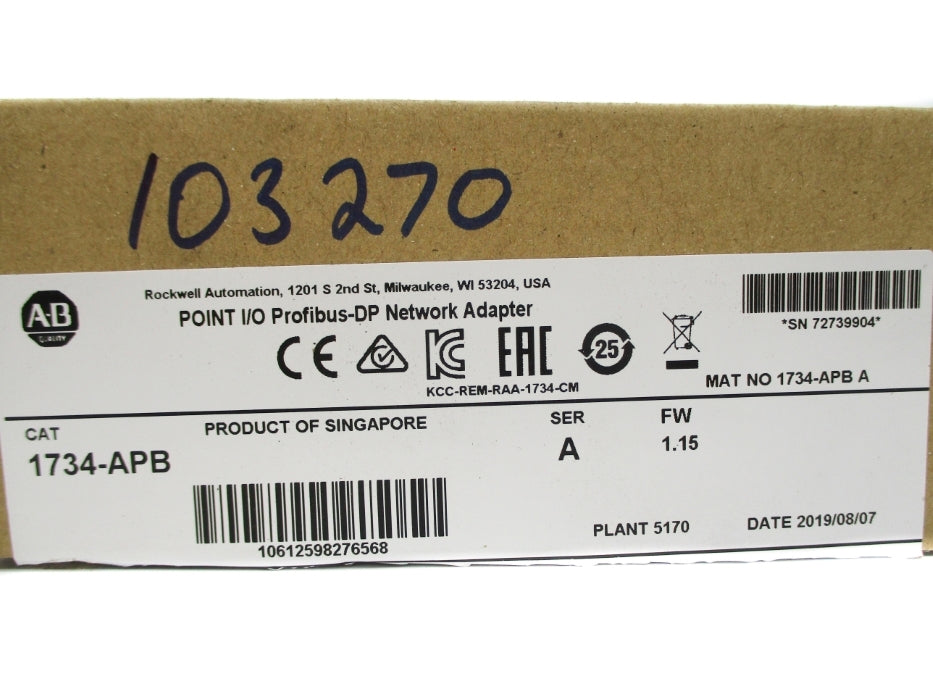 103270
Rockwell Automation, 1201 S 2nd St, Milwaukee, WI 53204, USA
POINT I/O Profibus-DP Network Adapter
A-B
QUALITY
CE
KC
EAC
25
KCC-REM-RAA-1734-CM
*SN 72739904*
MAT NO 1734-APB A
CAT
1734-APB
PRODUCT OF SINGAPORE
SER
A
FW
1.15
10612598276568
PLANT 5170
DATE 2019/08/07